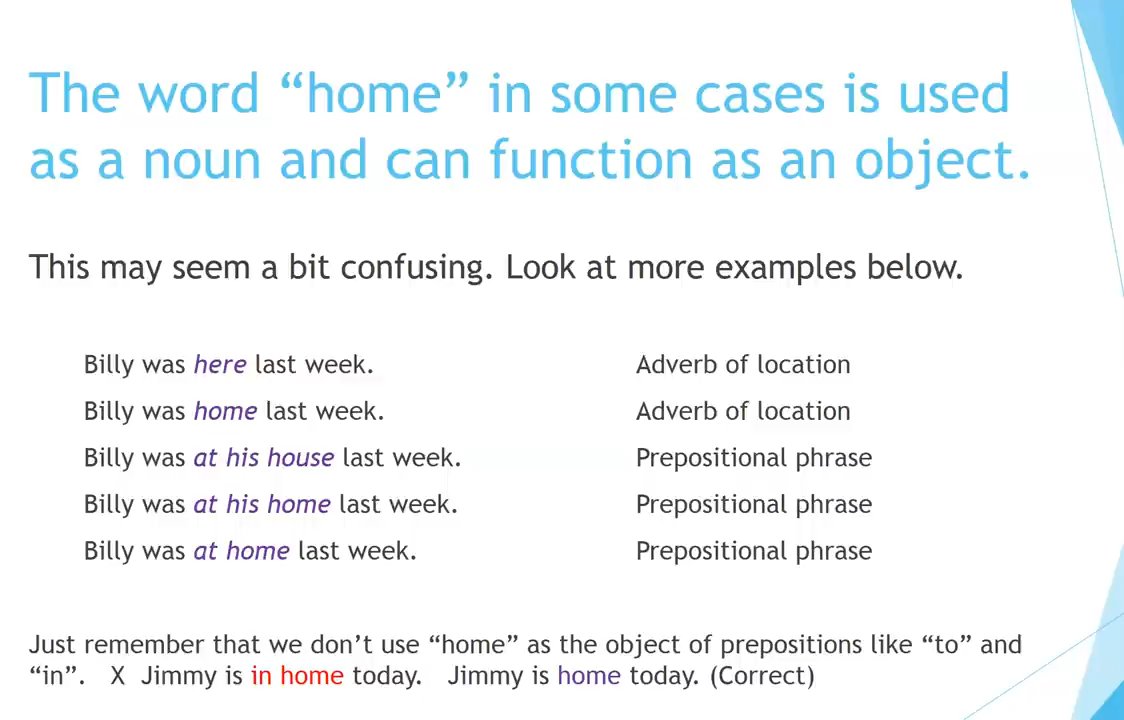 The word “home” in some cases is used
as a noun and can function as an object.
This may seem a bit confusing. Look at more examples below.
Billy was here last week. Adverb of location
Billy was home last week. Adverb of location
Billy was at his house last week. Prepositional phrase
Billy was at his home last week. Prepositional phrase
Billy was at home last week. Prepositional phrase
Just remember that we don’t use “home” as the object of prepositions like “to” and
“in”. X Jimmy is in home today. Jimmy is home today. (Correct)